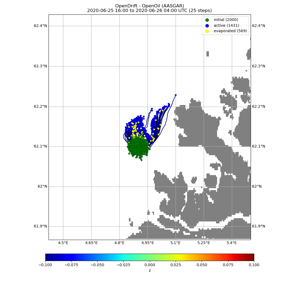 OpenDrift - OpenOil (AASGAR)
2020-06-25 16:00 to 2020-06-26 04:00 UTC (25 steps)
initial (2000)
active (1431)
evaporated (569)
62.4°N 62.4°N
62.3°N 62.3°N
62.2°N 62.2°N
62.1°N 62.1°N
62°N 62°N
61.9°N 61.9°N
4.5°E 4.65°E 4.8°E 4.95°E 5.1°E 5.25°E 5.4°E
−0.100 −0.075 −0.050 −0.025 0.000 0.025 0.050 0.075 0.100
z